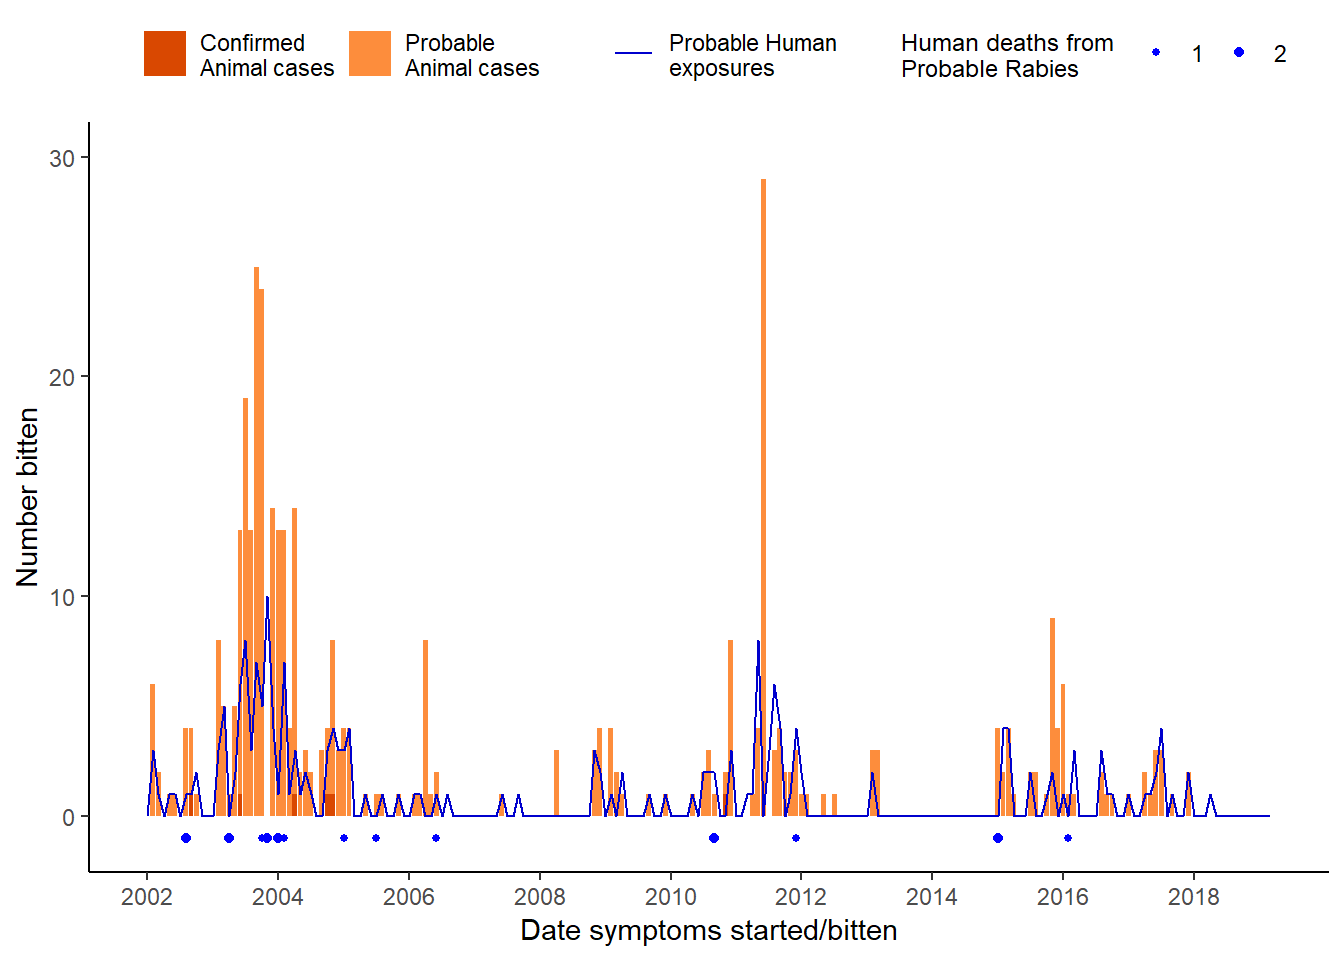 Confirmed
Animal cases
Probable
Animal cases
Probable Human
exposures
Human deaths from
Probable Rabies
1
2
30
20
10
0
Number bitten
2002
2004
2006
2008
2010
2012
2014
2016
2018
Date symptoms started/bitten